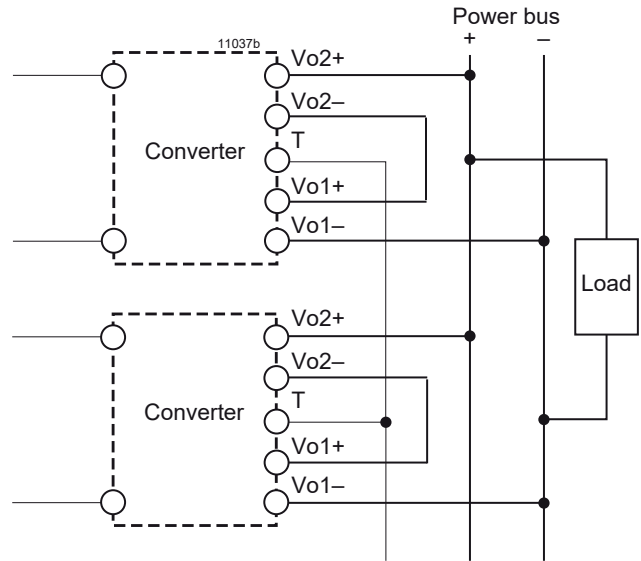 Power bus
+ –
11037b
Vo2+
Vo2–
T
Converter
Vo1+
Vo1–
Load
Vo2+
Vo2–
T
Converter
Vo1+
Vo1–